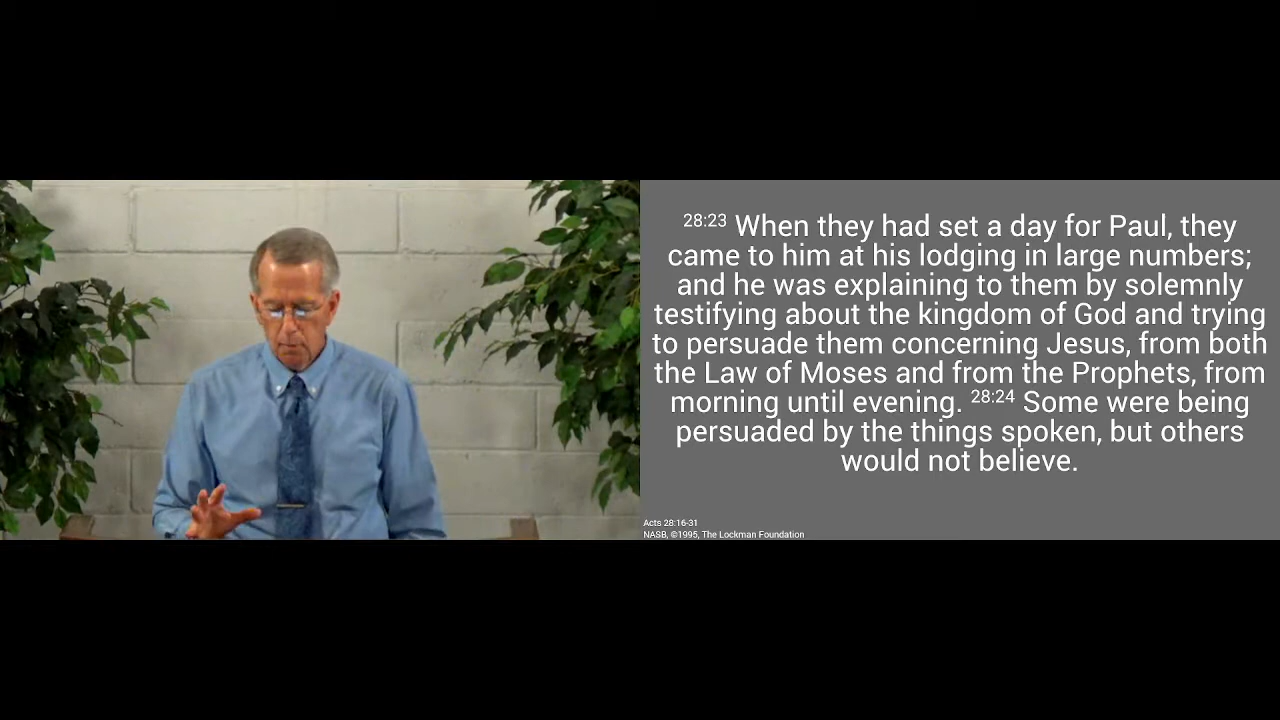 28:23 When they had set a day for Paul, they
came to him at his lodging in large numbers;
and he was explaining to them by solemnly
testifying about the kingdom of God and trying
to persuade them concerning Jesus, from both
the Law of Moses and from the Prophets, from
morning until evening. 28:24 Some were being
persuaded by the things spoken, but others
would not believe.
Acts 28:16-31
NASB, ©1995, The Lockman Foundation